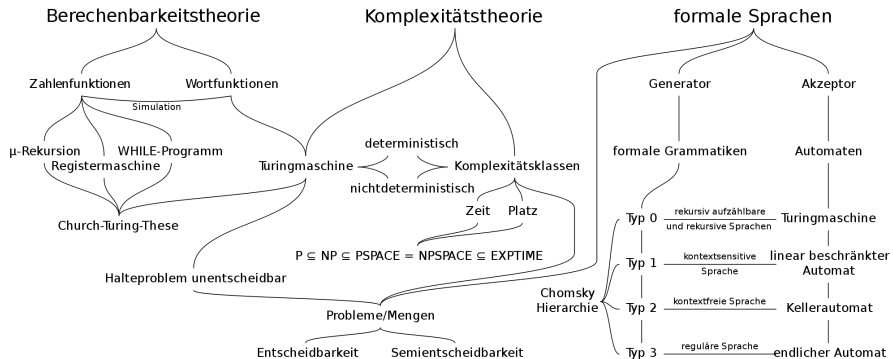 Berechenbarkeitstheorie
Komplexitätstheorie
formale Sprachen
Zahlenfunktionen
Wortfunktionen
Generator
Akzeptor
Simulation
μ-Rekursion
WHILE-Programm
Registermaschine
Turingmaschine
deterministisch
nichtdeterministisch
Komplexitätsklassen
formale Grammatiken
Automaten
Zeit
Platz
Church-Turing-These
P ⊆ NP ⊆ PSPACE = NPSPACE ⊆ EXPTIME
Halteproblem unentscheidbar
Probleme/Mengen
Entscheidbarkeit
Semientscheidbarkeit
Chomsky
Hierarchie
Typ 0
rekursiv aufzählbare
und rekursive Sprachen
Turingmaschine
Typ 1
kontextsensitive
Sprache
linear beschränkter
Automat
Typ 2
kontextfreie Sprache
Kellerautomat
Typ 3
reguläre Sprache
endlicher Automat